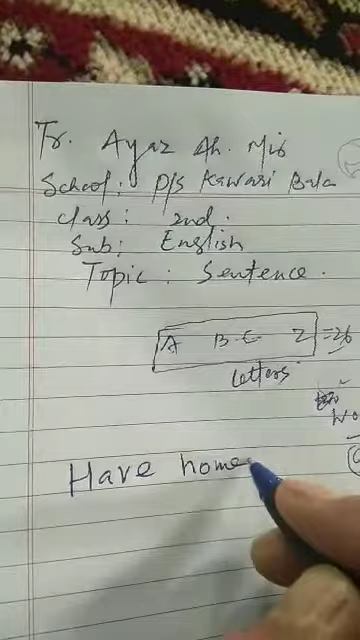 Tr. Ayaz Ah. Mir
School: P/S Kawari Bala
Class: 2nd.
Sub: English
Topic: Sentence.
A B C Z = 26
Letters
Have home